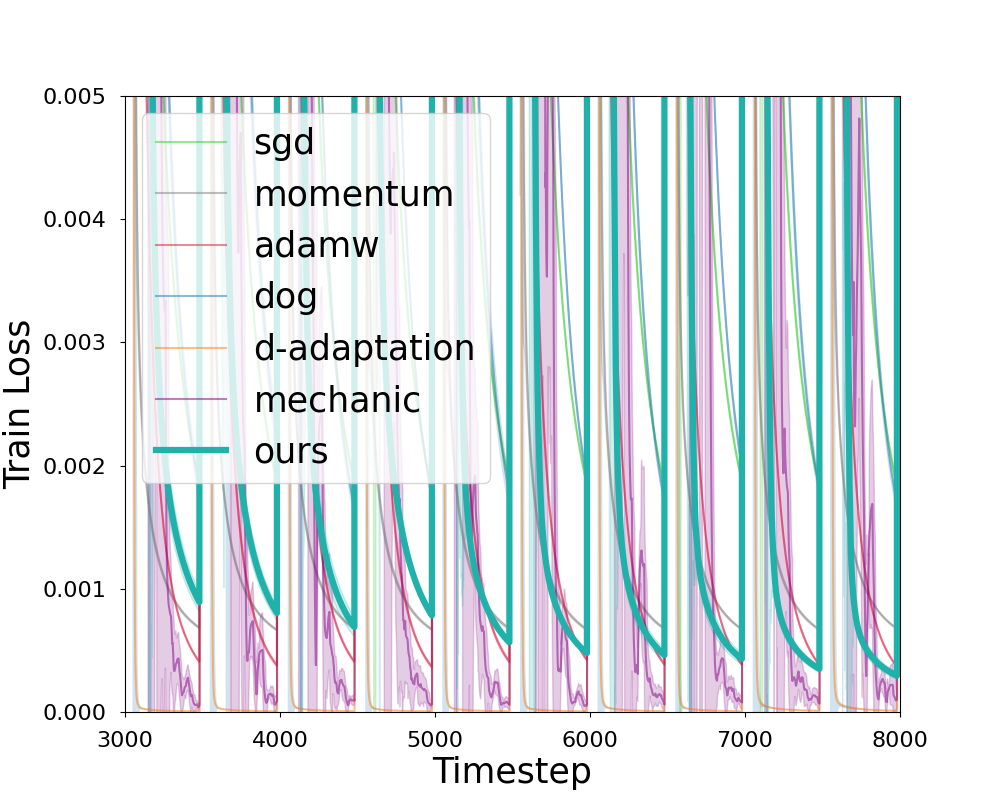 0.005
0.004
0.003
0.002
0.001
0.000
Train Loss
sgd
momentum
adamw
dog
d-adaptation
mechanic
ours
3000 4000 5000 6000 7000 8000
Timestep